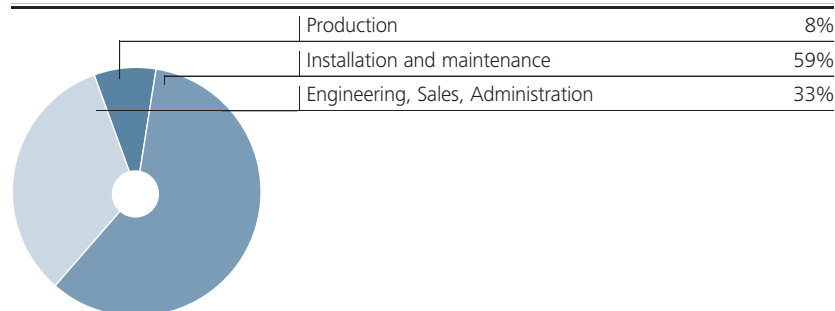 Production 8%
Installation and maintenance 59%
Engineering, Sales, Administration 33%